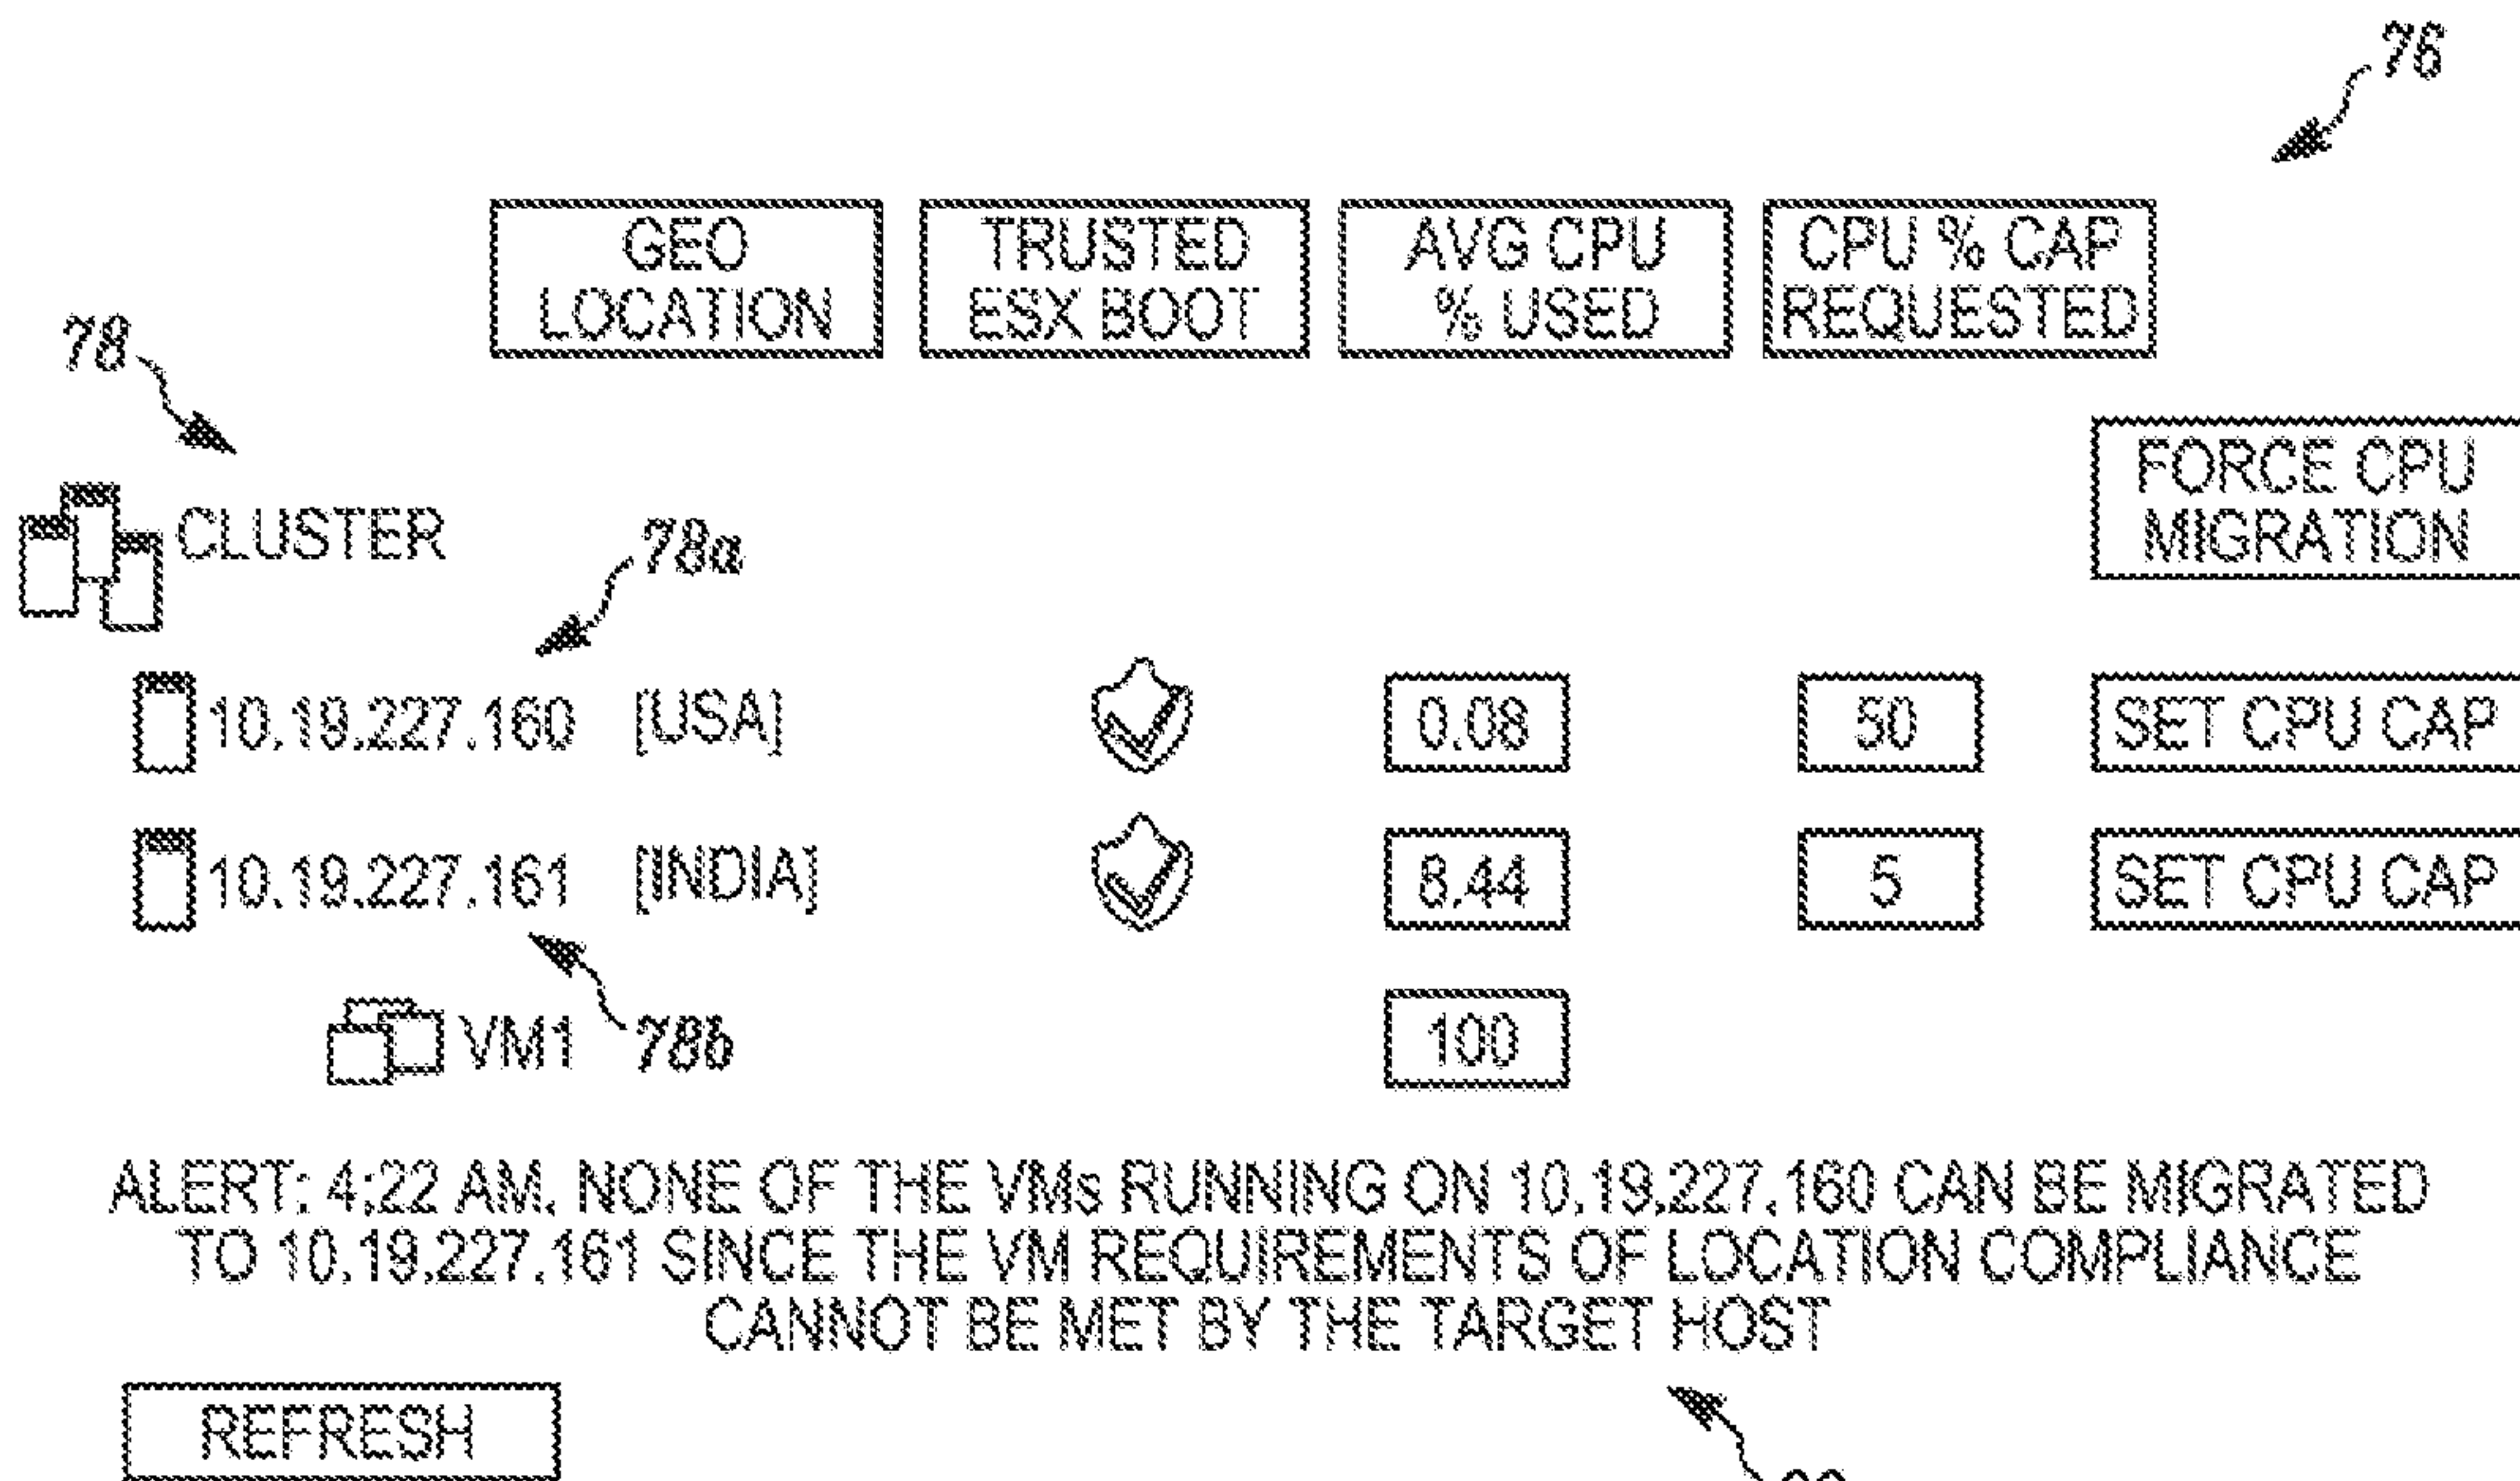 76
GEO LOCATION
TRUSTED ESX BOOT
AVG CPU % USED
CPU % CAP REQUESTED
78
FORCE CPU MIGRATION
CLUSTER
78a
10.19.227.160 [USA] 0.08 50 SET CPU CAP
10.19.227.161 [INDIA] 8.44 5 SET CPU CAP
VM1 78b 100
ALERT: 4:22 AM, NONE OF THE VMs RUNNING ON 10.19.227.160 CAN BE MIGRATED
TO 10.19.227.161 SINCE THE VM REQUIREMENTS OF LOCATION COMPLIANCE
CANNOT BE MET BY THE TARGET HOST
REFRESH